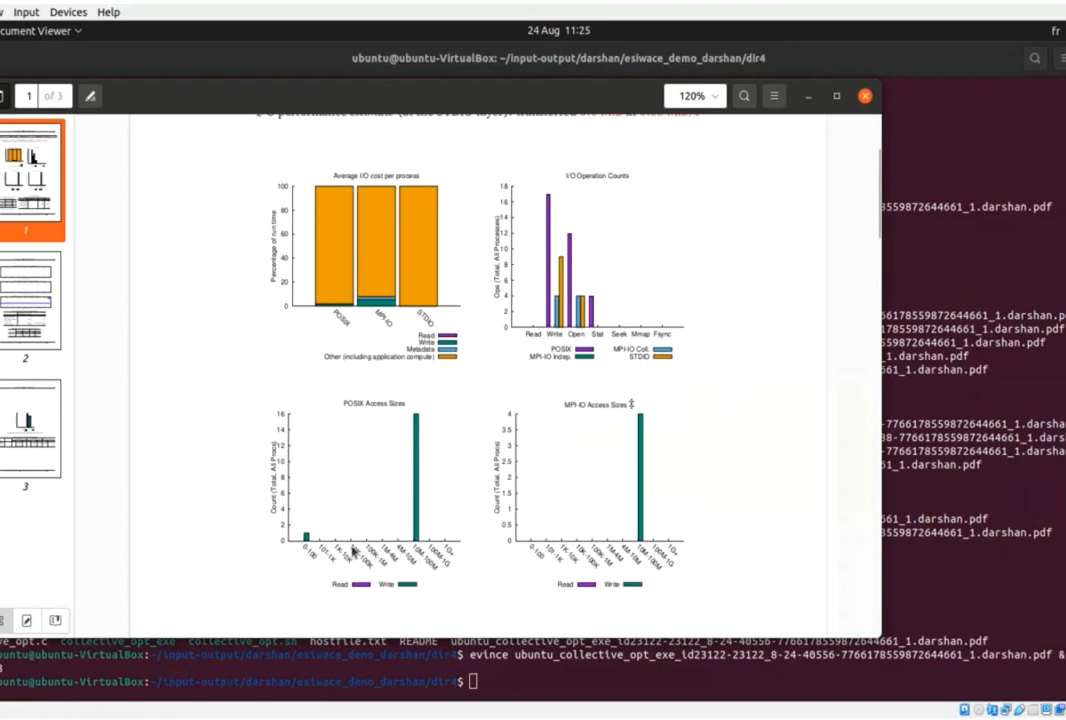 Input Devices Help
cument Viewer 24 Aug 11:25 fr
ubuntu@ubuntu-VirtualBox: ~/input-output/darshan/esiwace_demo_darshan/dir4
1 of 3 120%
Average I/O cost per process
Percentage of run time
100
80
60
40
20
0
POSIX
MPI-IO
STDIO
Read
Write
Metadata
Other (including application compute)
I/O Operation Counts
Ops (Total, All Processes)
18
16
14
12
10
8
6
4
2
0
Read Write Open Stat Seek Mmap Fsync
POSIX MPI-IO Coll.
MPI-IO Indep. STDIO
POSIX Access Sizes
Count (Total, All Procs)
16
14
12
10
8
6
4
2
0
0-100
101-1K
1K-10K
100K-1M
1M-4M
4M-10M
10M-100M
100M-1G
1G+
Read Write
MPI-IO Access Sizes ‡
Count (Total, All Procs)
4
3.5
3
2.5
2
1.5
1
0.5
0
0-100
101-1K
1K-10K
10K-100K
100K-1M
1M-4M
4M-10M
10M-100M
100M-1G
1G+
Read Write
1
2
3
8559872644661_1.darshan.pdf
66178559872644661_1.darshan.pdf
7178559872644661_1.darshan.pdf
8559872644661_1.darshan.pdf
_1.darshan.pdf
61_1.darshan.pdf
-7766178559872644661_1.darsha
38-7766178559872644661_1.dars
-7766178559872644661_1.darsha
61_1.darshan.pdf
61_1.darshan.pdf
_1.darshan.pdf
ve_opt.c collective_opt_exe collective_opt.sh hostfile.txt README ubuntu_collective_opt_exe_id23122-23122_8-24-40556-7766178559872644661_1.darshan.pdf
buntu@ubuntu-VirtualBox:~/input-output/darshan/esiwace_demo_darshan/dir4$ evince ubuntu_collective_opt_exe_id23122-23122_8-24-40556-7766178559872644661_1.darshan.pdf &
buntu@ubuntu-VirtualBox:~/input-output/darshan/esiwace_demo_darshan/dir4$